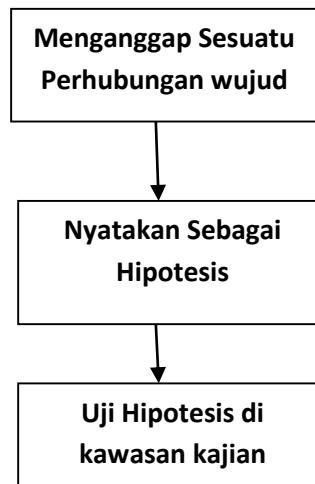 Menganggap Sesuatu
Perhubungan wujud
Nyatakan Sebagai
Hipotesis
Uji Hipotesis di
kawasan kajian